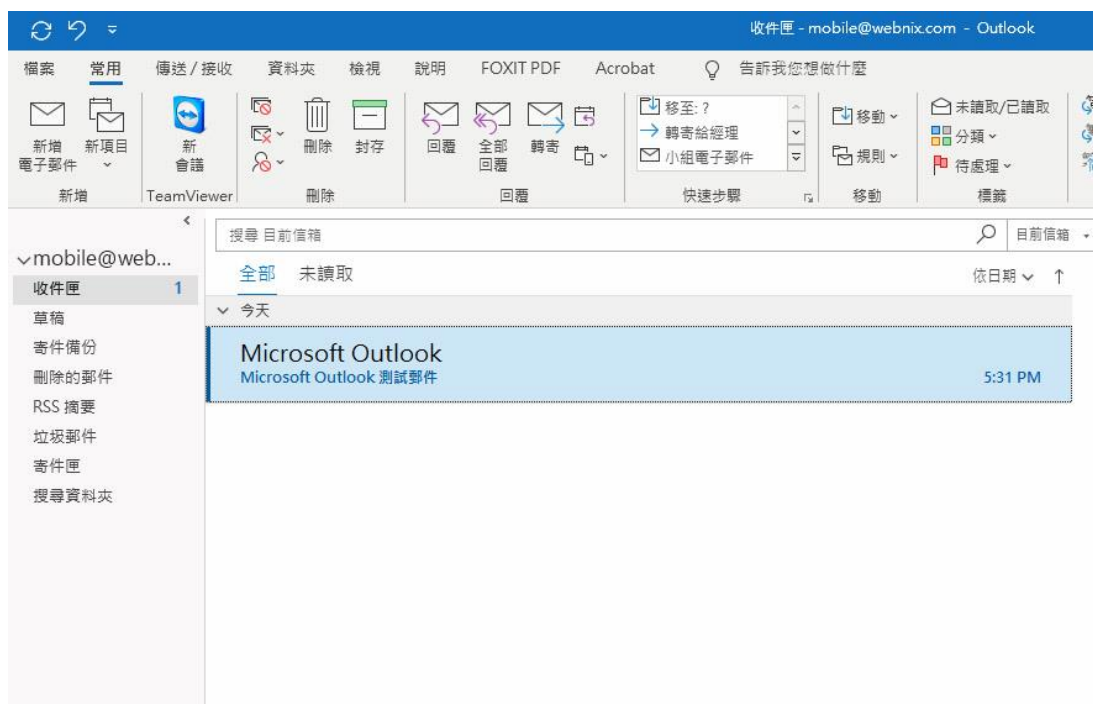 收件匣 - mobile@webnix.com - Outlook
檔案 常用 傳送 / 接收 資料夾 檢視 說明 FOXIT PDF Acrobat 告訴我您想做什麼
新增
電子郵件
新項目
新增
新
會議
TeamViewer
刪除 封存
刪除
回覆 全部
回覆 轉寄
回覆
移至: ?
轉寄給經理
小組電子郵件
快速步驟
移動
規則
移動
未讀取/已讀取
分類
待處理
標籤
搜尋 目前信箱 目前信箱
mobile@web...
收件匣 1
草稿
寄件備份
刪除的郵件
RSS 摘要
垃圾郵件
寄件匣
搜尋資料夾
全部 未讀取 依日期
今天
Microsoft Outlook
Microsoft Outlook 測試郵件 5:31 PM